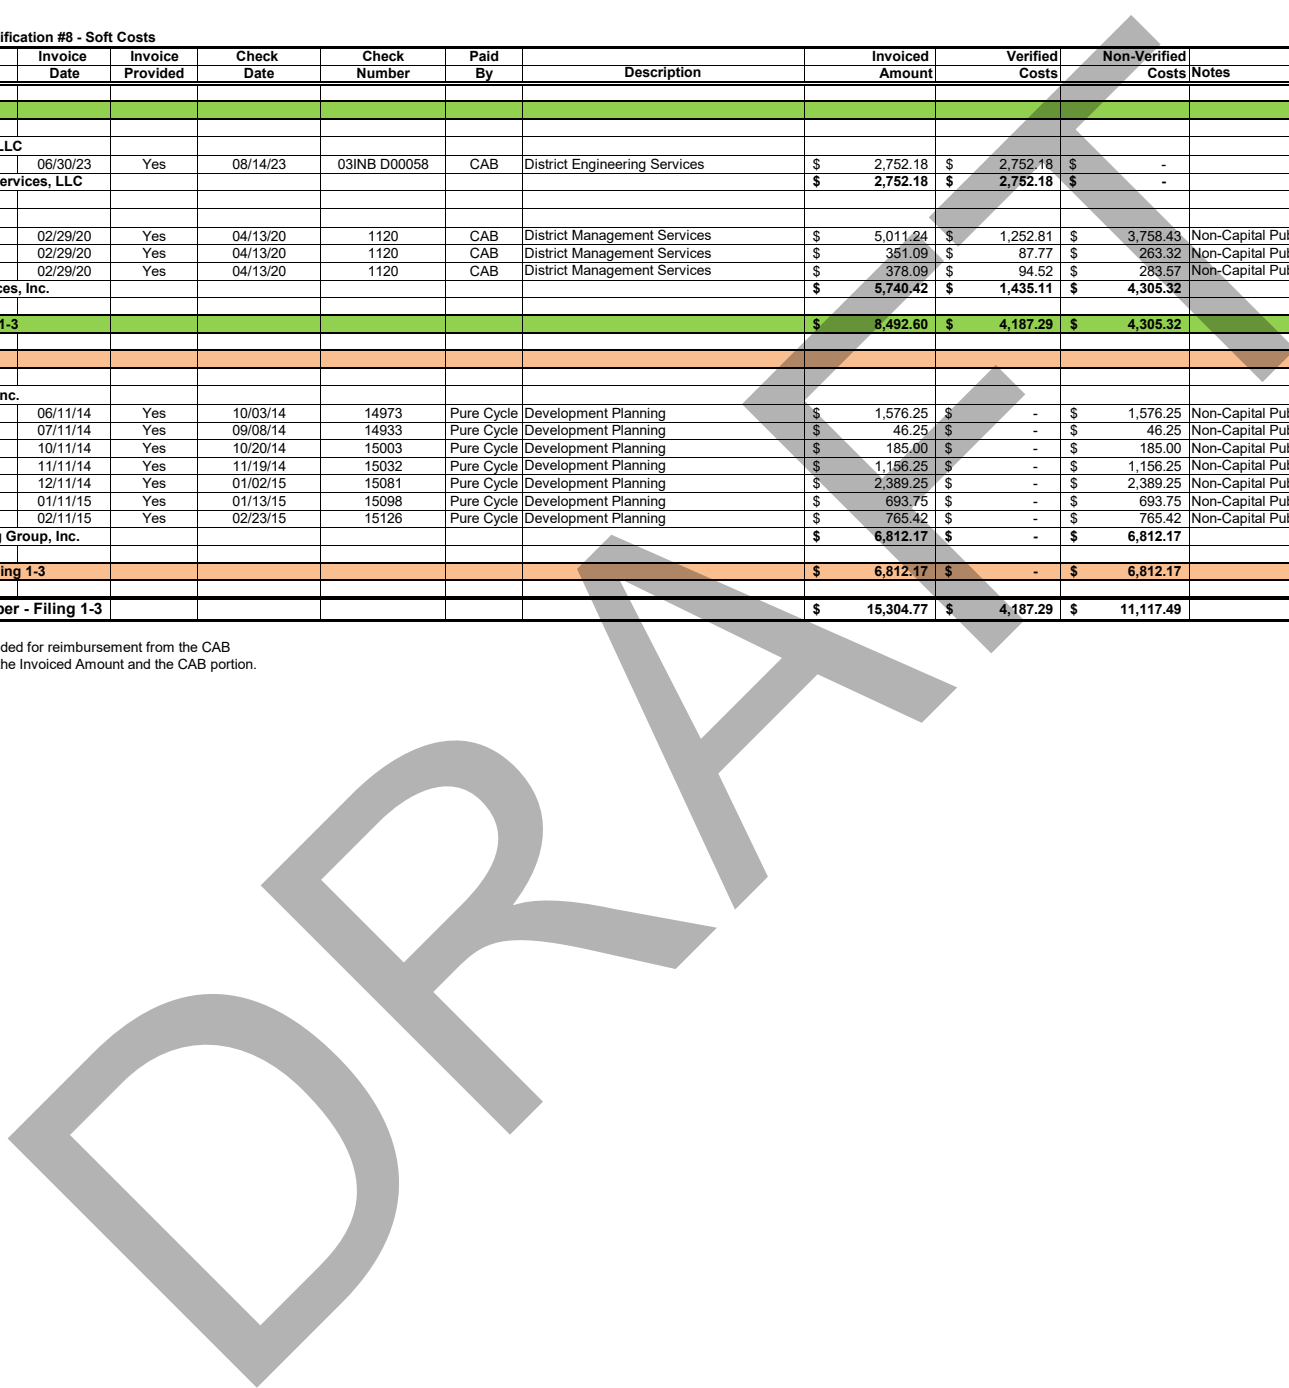 ification #8 - Soft Costs
Invoice Invoice Check Check Paid Invoiced Verified Non-Verified
Date Provided Date Number By Description Amount Costs Costs Notes
LLC
06/30/23 Yes 08/14/23 03INB D00058 CAB District Engineering Services $ 2,752.18 $ 2,752.18 $ -
ervices, LLC $ 2,752.18 $ 2,752.18 $ -
02/29/20 Yes 04/13/20 1120 CAB District Management Services $ 5,011.24 $ 1,252.81 $ 3,758.43 Non-Capital Pub
02/29/20 Yes 04/13/20 1120 CAB District Management Services $ 351.09 $ 87.77 $ 263.32 Non-Capital Pub
02/29/20 Yes 04/13/20 1120 CAB District Management Services $ 378.09 $ 94.52 $ 283.57 Non-Capital Pub
ces, Inc. $ 5,740.42 $ 1,435.11 $ 4,305.32
1-3 $ 8,492.60 $ 4,187.29 $ 4,305.32
nc.
06/11/14 Yes 10/03/14 14973 Pure Cycle Development Planning $ 1,576.25 $ - $ 1,576.25 Non-Capital Pub
07/11/14 Yes 09/08/14 14933 Pure Cycle Development Planning $ 46.25 $ - $ 46.25 Non-Capital Pub
10/11/14 Yes 10/20/14 15003 Pure Cycle Development Planning $ 185.00 $ - $ 185.00 Non-Capital Pub
11/11/14 Yes 11/19/14 15032 Pure Cycle Development Planning $ 1,156.25 $ - $ 1,156.25 Non-Capital Pub
12/11/14 Yes 01/02/15 15081 Pure Cycle Development Planning $ 2,389.25 $ - $ 2,389.25 Non-Capital Pub
01/11/15 Yes 01/13/15 15098 Pure Cycle Development Planning $ 693.75 $ - $ 693.75 Non-Capital Pub
02/11/15 Yes 02/23/15 15126 Pure Cycle Development Planning $ 765.42 $ - $ 765.42 Non-Capital Pub
g Group, Inc. $ 6,812.17 $ - $ 6,812.17
ing 1-3 $ 6,812.17 $ - $ 6,812.17
ber - Filing 1-3 $ 15,304.77 $ 4,187.29 $ 11,117.49
ded for reimbursement from the CAB
the Invoiced Amount and the CAB portion.
DRAFT